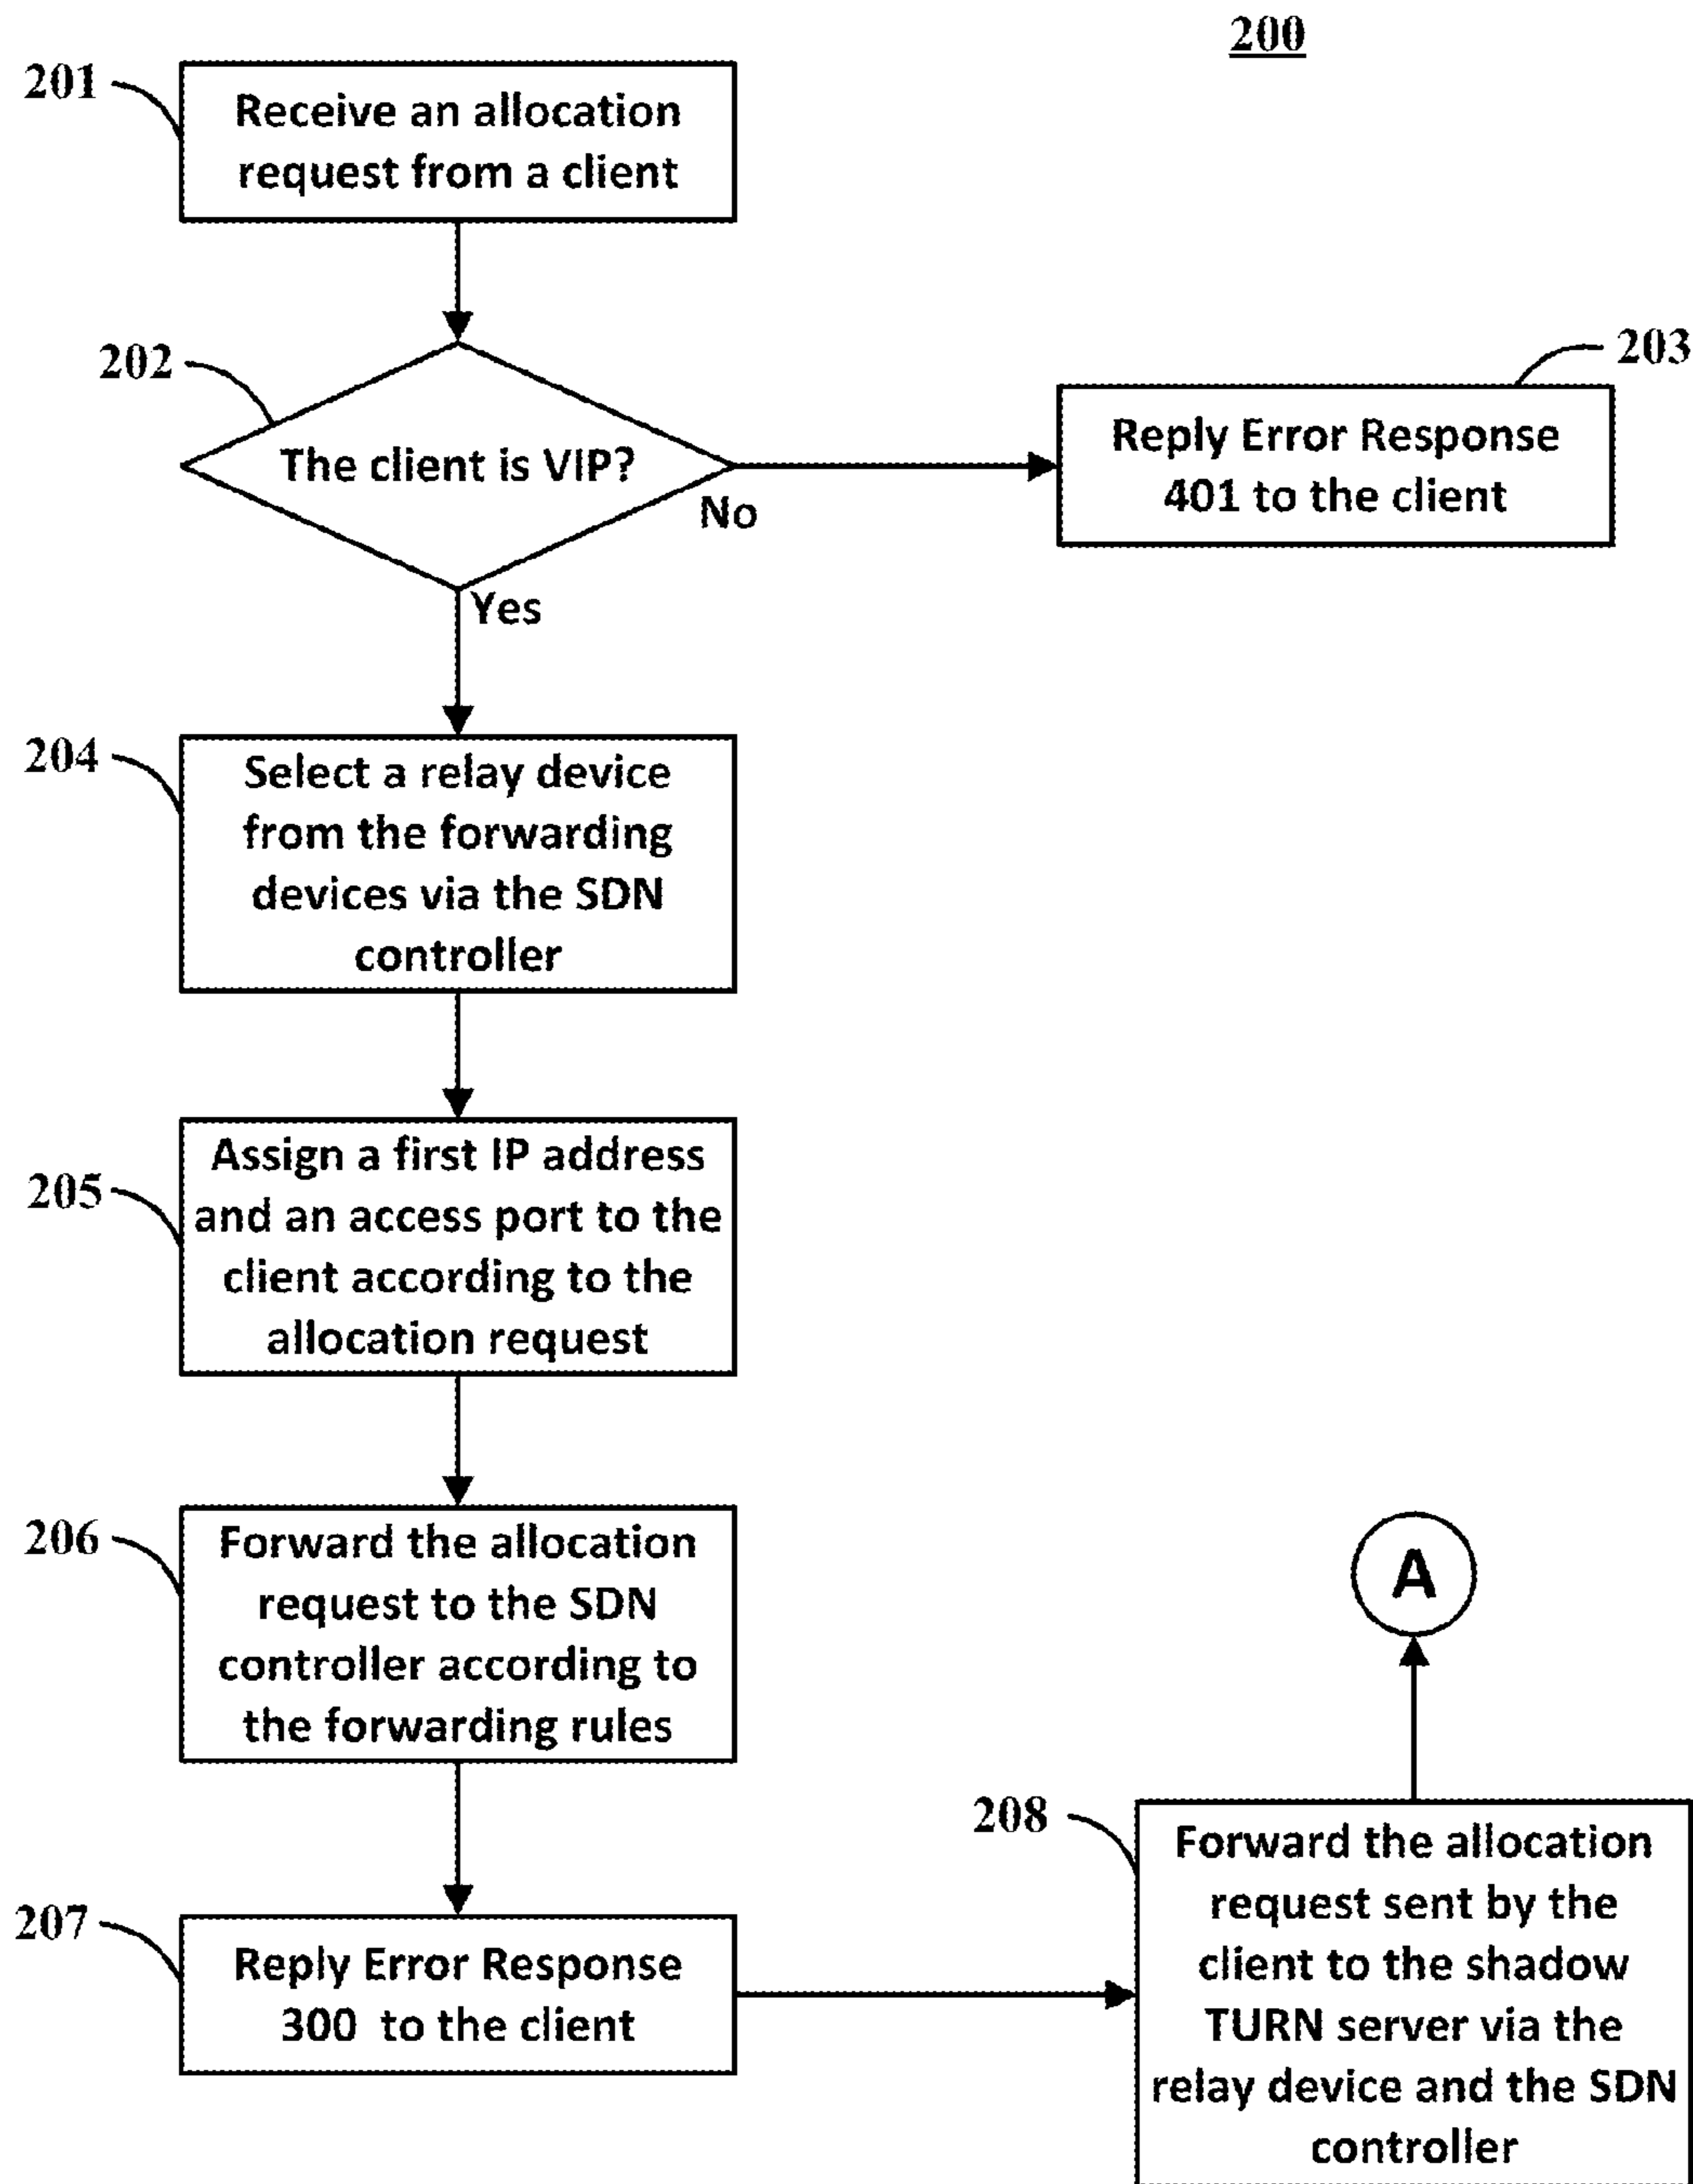 200
201
Receive an allocation
request from a client
202
The client is VIP?
No
Yes
203
Reply Error Response
401 to the client
204
Select a relay device
from the forwarding
devices via the SDN
controller
205
Assign a first IP address
and an access port to the
client according to the
allocation request
206
Forward the allocation
request to the SDN
controller according to
the forwarding rules
207
Reply Error Response
300 to the client
208
Forward the allocation
request sent by the
client to the shadow
TURN server via the
relay device and the SDN
controller
A